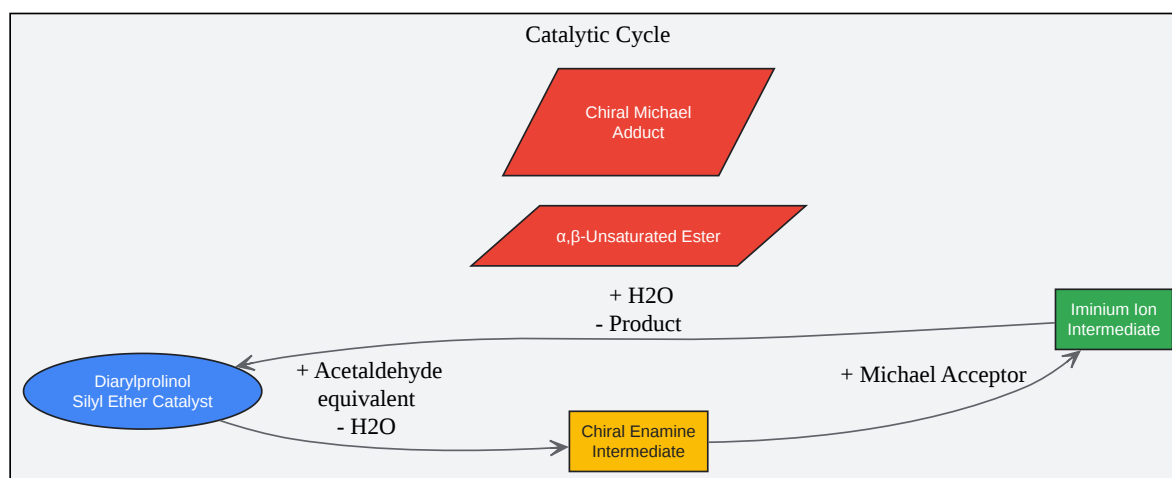 Catalytic Cycle
Chiral Michael
Adduct
α,β-Unsaturated Ester
+ H2O
- Product
Iminium Ion
Intermediate
Diarylprolinol
Silyl Ether Catalyst
+ Acetaldehyde
equivalent
- H2O
+ Michael Acceptor
Chiral Enamine
Intermediate